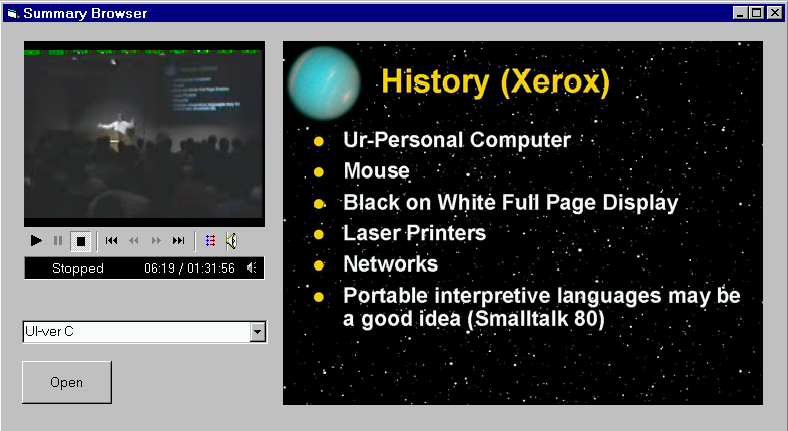 Summary Browser
History (Xerox)
Ur-Personal Computer
Mouse
Black on White Full Page Display
Laser Printers
Networks
Portable interpretive languages may be
a good idea (Smalltalk 80)
Stopped 06:19 / 01:31:56
UI-ver C
Open